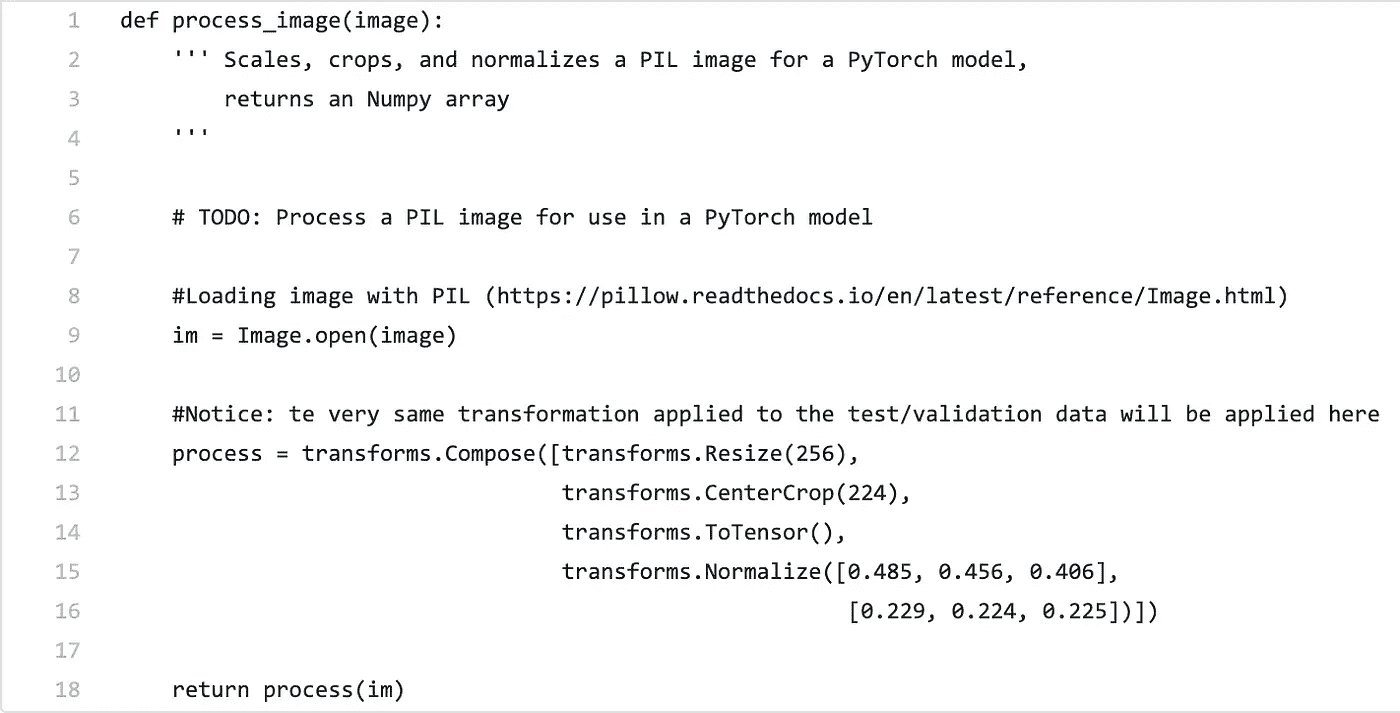 1 def process_image(image):
2     ''' Scales, crops, and normalizes a PIL image for a PyTorch model,
3         returns an Numpy array
4     '''
5
6     # TODO: Process a PIL image for use in a PyTorch model
7
8     #Loading image with PIL (https://pillow.readthedocs.io/en/latest/reference/Image.html)
9     im = Image.open(image)
10
11     #Notice: te very same transformation applied to the test/validation data will be applied here
12     process = transforms.Compose([transforms.Resize(256),
13                                   transforms.CenterCrop(224),
14                                   transforms.ToTensor(),
15                                   transforms.Normalize([0.485, 0.456, 0.406],
16                                                        [0.229, 0.224, 0.225])])
17
18     return process(im)